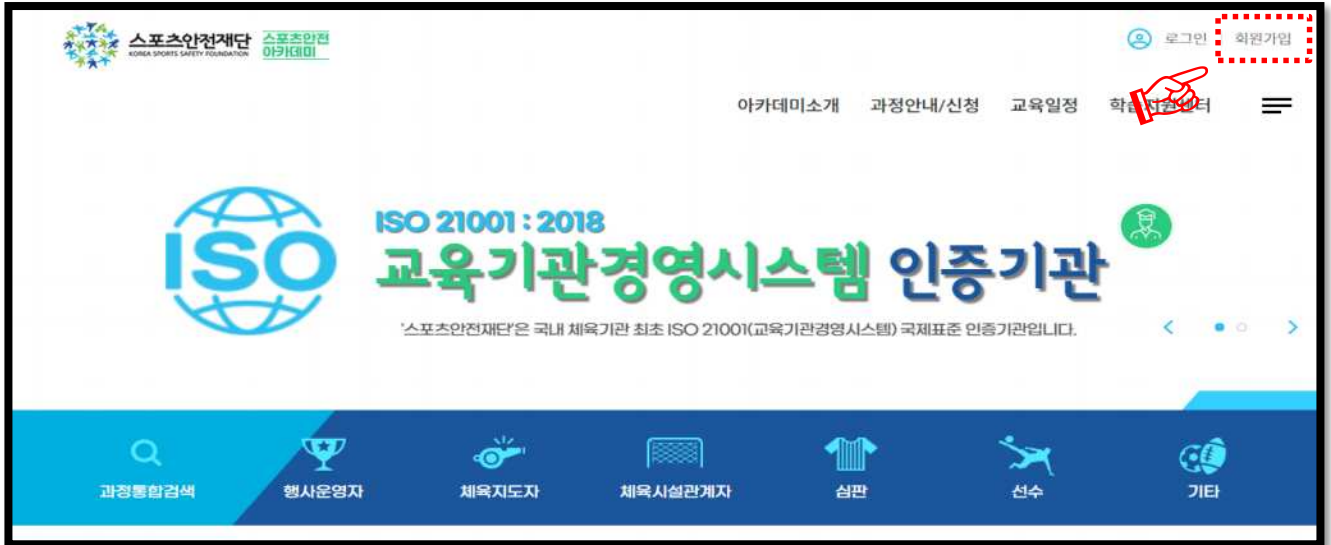 스포츠안전재단 스포츠안전
KOREA SPORTS SAFETY FOUNDATION 아카데미
로그인 회원가입
아카데미소개 과정안내/신청 교육일정 학습지원센터
ISO
ISO 21001 : 2018
교육기관경영시스템 인증기관
'스포츠안전재단'은 국내 체육기관 최초 ISO 21001(교육기관경영시스템) 국제표준 인증기관입니다.
과정통합검색 행사운영자 체육지도자 체육시설관계자 심판 선수 기타